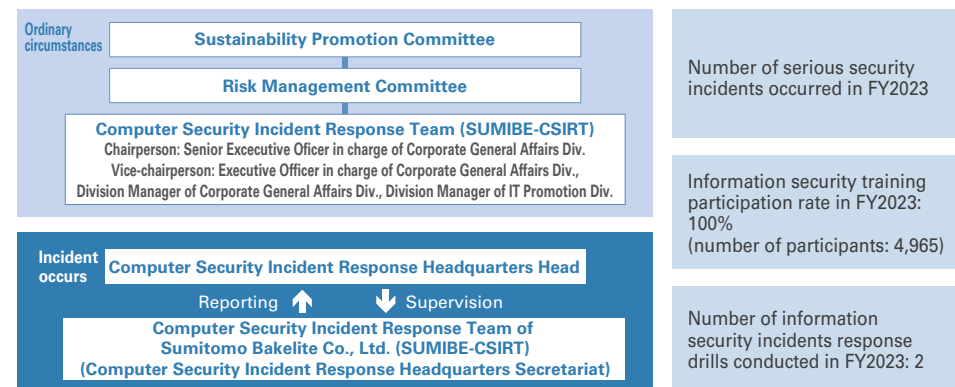 Ordinary
circumstances
Sustainability Promotion Committee
Risk Management Committee
Computer Security Incident Response Team (SUMIBE-CSIRT)
Chairperson: Senior Excecutive Oficer in charge of Corporate General Affairs Div.
Vice-chairperson: Executive Officer in charge of Corporate General Affairs Div.,
Division Manager of Corporate General Affairs Div., Division Manager of IT Promotion Div.
Incident
occurs
Computer Security Incident Response Headquarters Head
Reporting
Supervision
Computer Security Incident Response Team of
Sumitomo Bakelite Co., Ltd. (SUMIBE-CSIRT)
(Computer Security Incident Response Headquarters Secretariat)
Number of serious security
incidents occurred in FY2023
Information security training
participation rate in FY2023:
100%
(number of participants: 4,965)
Number of information
security incidents response
drills conducted in FY2023: 2